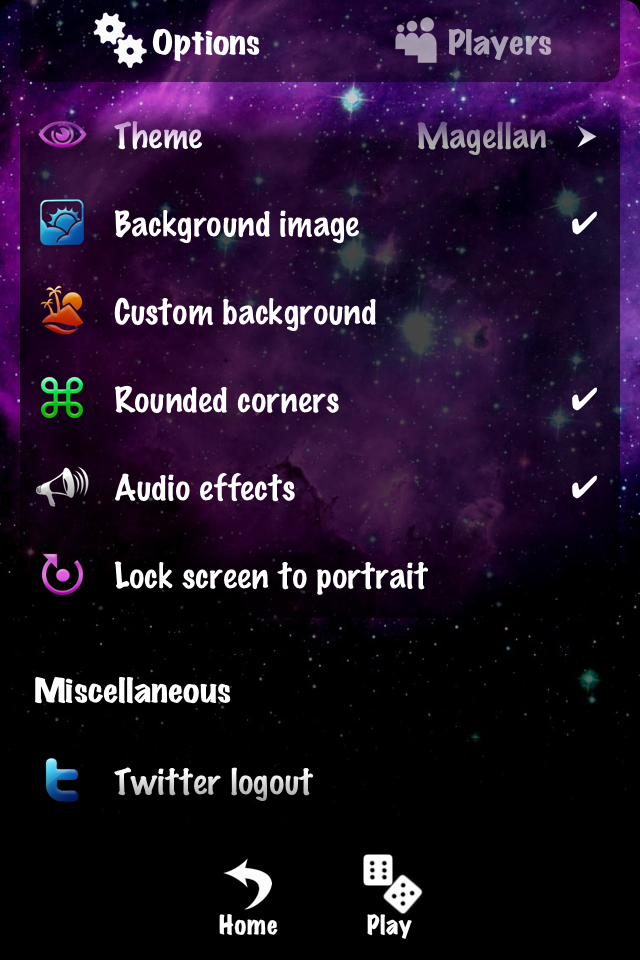 Options
Players
Theme
Magellan
Background image
Custom background
Rounded corners
Audio effects
Lock screen to portrait
Miscellaneous
Twitter logout
Home
Play